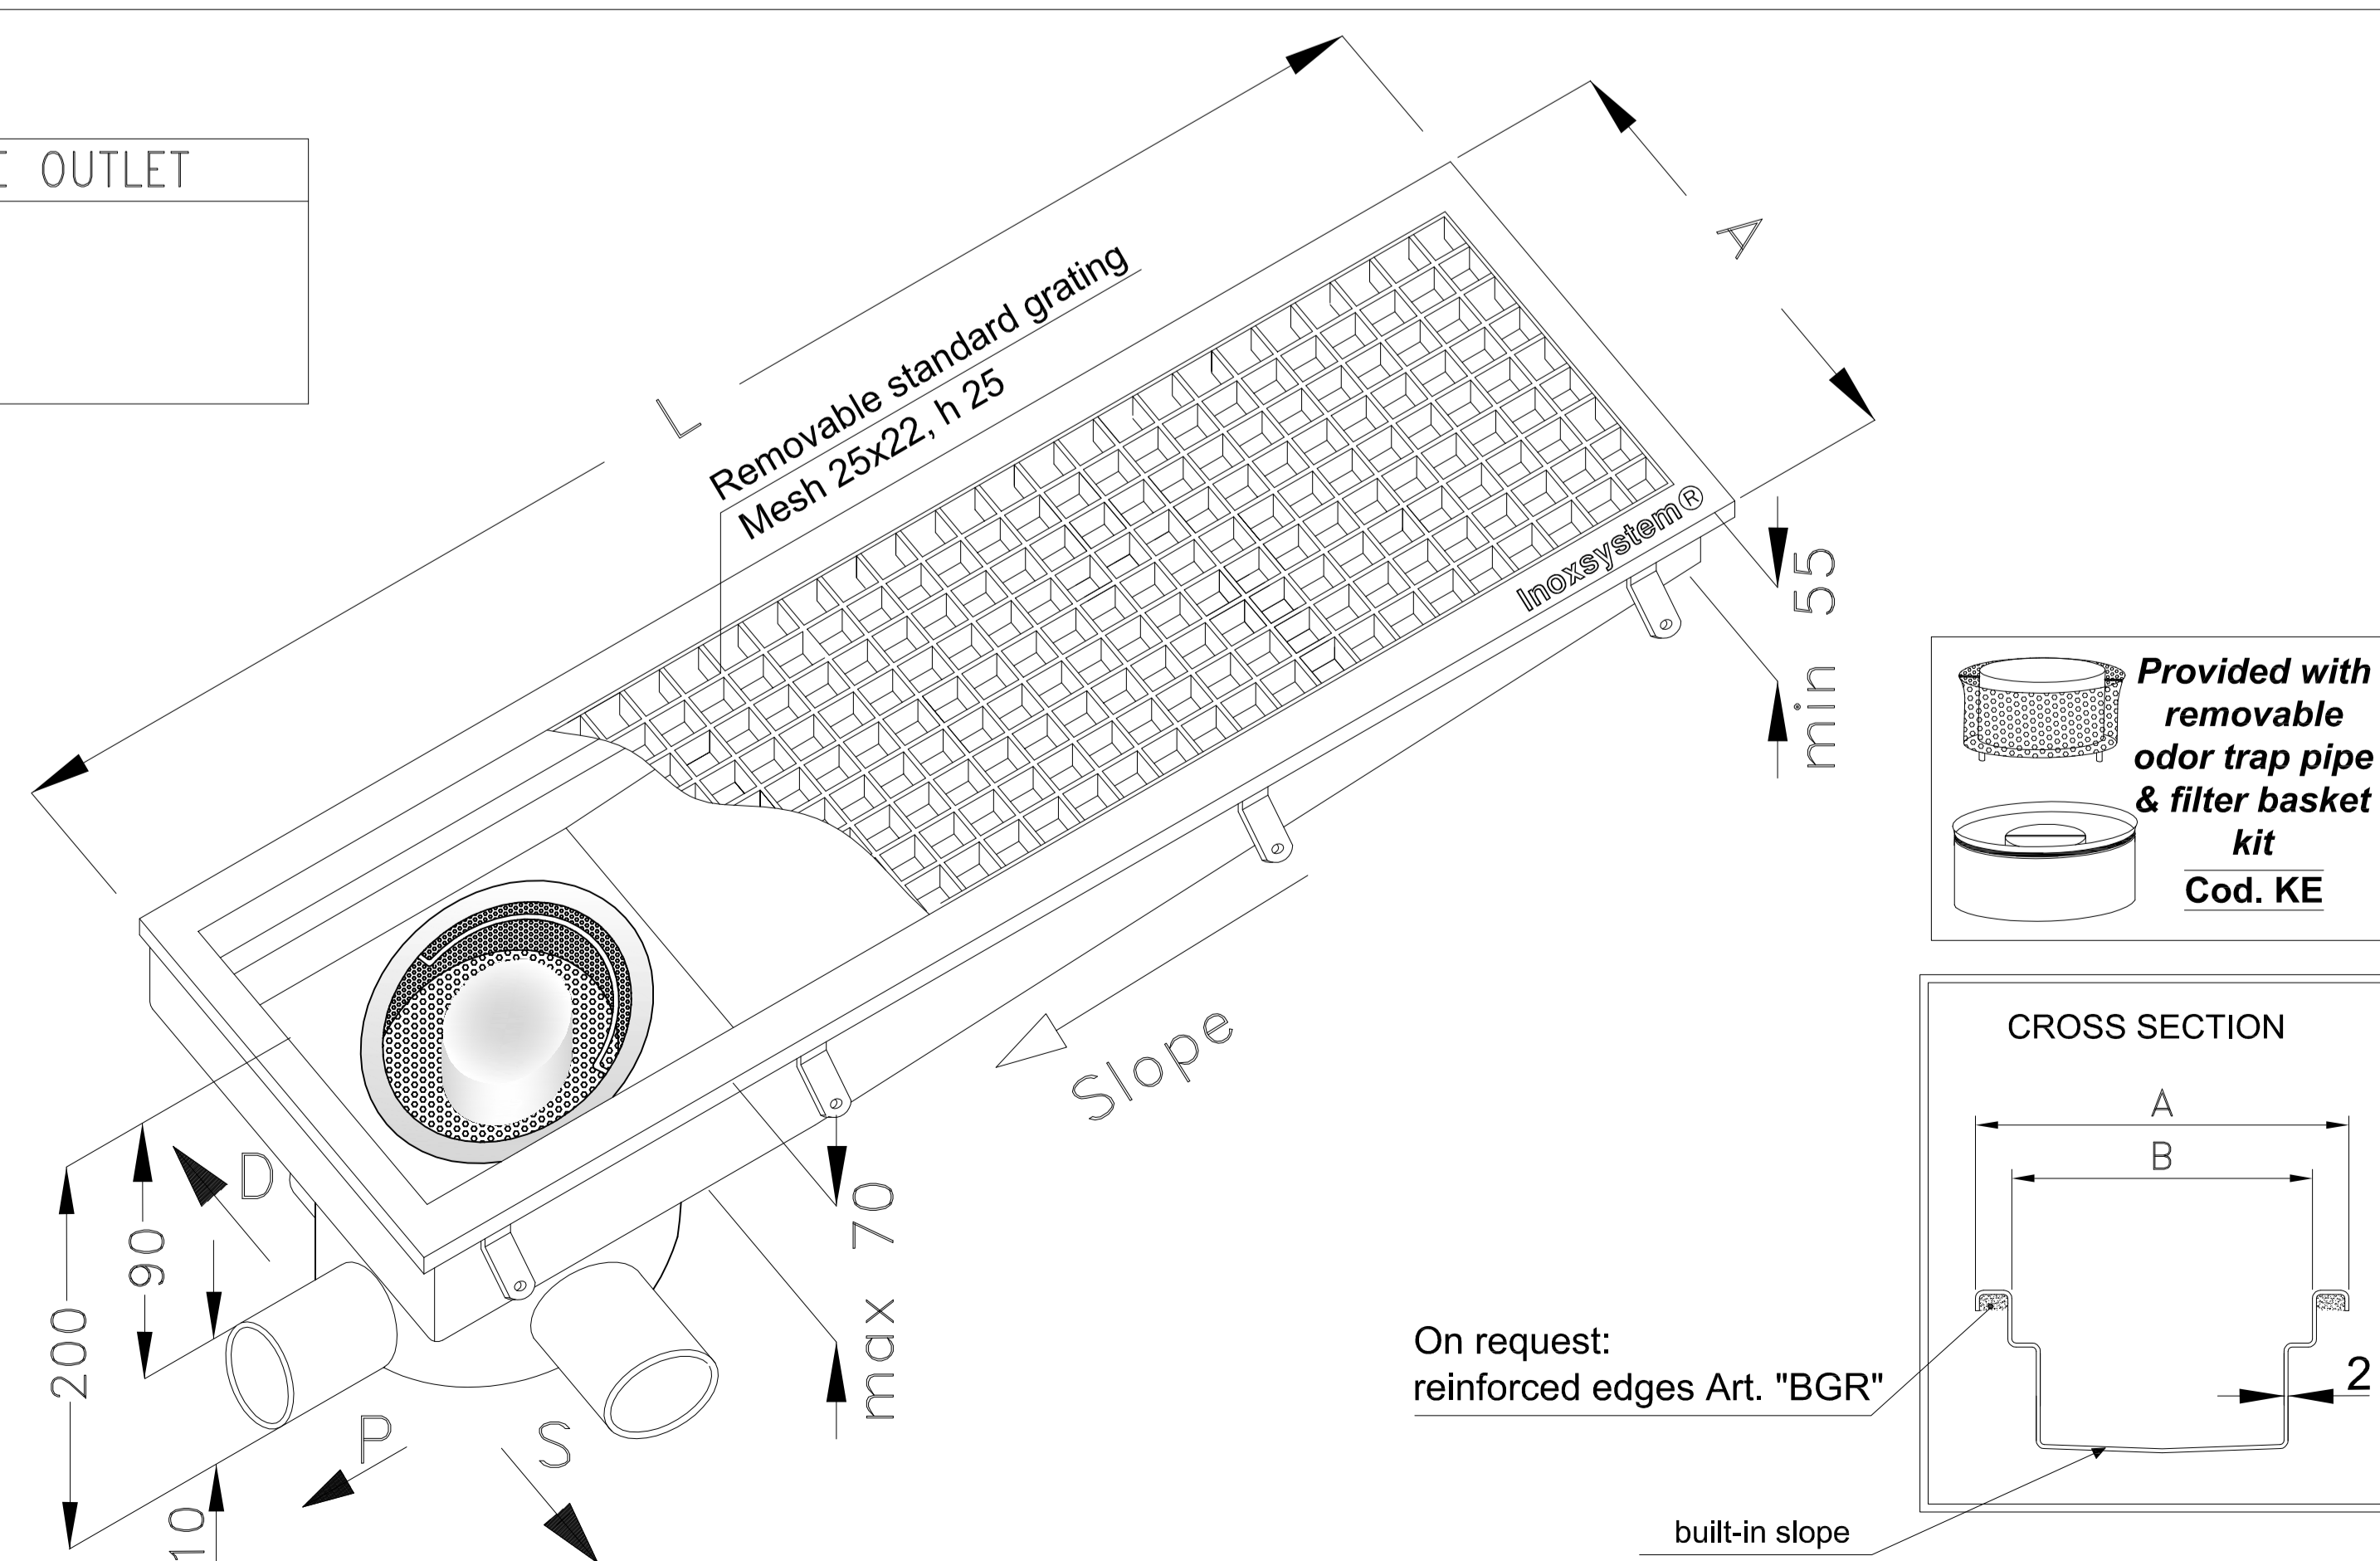 OUTLET
L
A
Removable standard grating
Mesh 25x22, h 25
Inoxsystem®
min 55
Provided with
removable
odor trap pipe
& filter basket
kit
Cod. KE
Slope
CROSS SECTION
A
B
2
D
90
200
max 70
P
S
10
On request:
reinforced edges Art. "BGR"
built-in slope